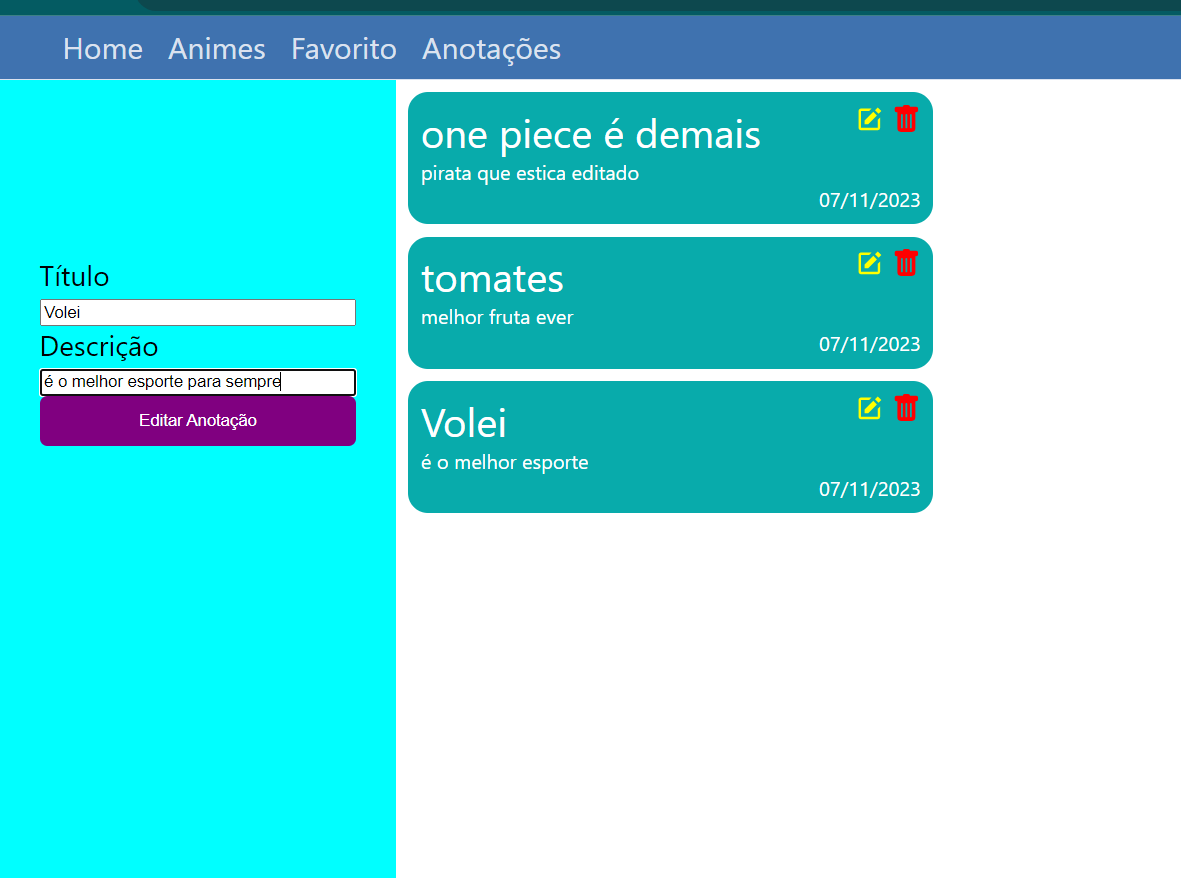 Home Animes Favorito Anotações
Título
Volei
Descrição
é o melhor esporte para sempre
Editar Anotação
one piece é demais
pirata que estica editado
07/11/2023
tomates
melhor fruta ever
07/11/2023
Volei
é o melhor esporte
07/11/2023